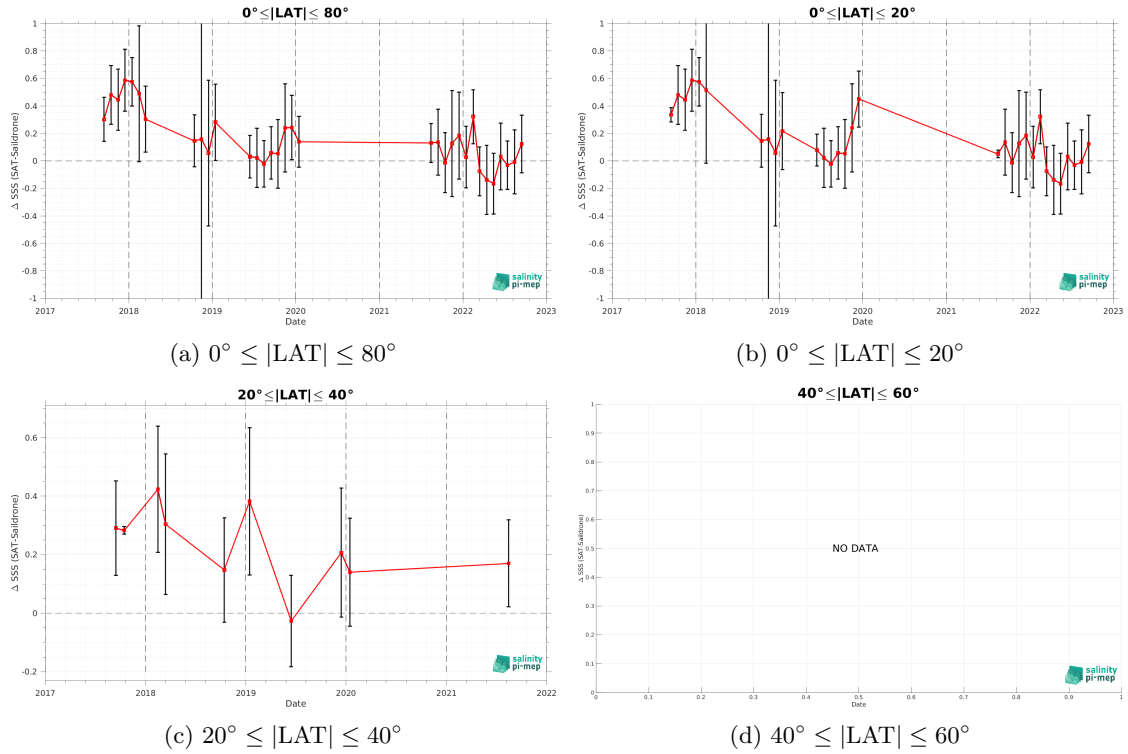 0°≤|LAT|≤ 80°
1
0.8
0.6
0.4
0.2
0
-0.2
-0.4
-0.6
-0.8
-1
Δ SSS (SAT-Saildrone)
2017 2018 2019 2020 2021 2022 2023
Date
salinity
pi-mep
(a) 0° ≤ |LAT| ≤ 80°
0°≤|LAT|≤ 20°
1
0.8
0.6
0.4
0.2
0
-0.2
-0.4
-0.6
-0.8
-1
Δ SSS (SAT-Saildrone)
2017 2018 2019 2020 2021 2022 2023
Date
salinity
pi-mep
(b) 0° ≤ |LAT| ≤ 20°
20°≤|LAT|≤ 40°
0.6
0.4
0.2
0
-0.2
Δ SSS (SAT-Saildrone)
2017 2018 2019 2020 2021 2022
Date
salinity
pi-mep
(c) 20° ≤ |LAT| ≤ 40°
40°≤|LAT|≤ 60°
1
0.9
0.8
0.7
0.6
0.5
0.4
0.3
0.2
0.1
0
Δ SSS (SAT-Saildrone)
NO DATA
0 0.1 0.2 0.3 0.4 0.5 0.6 0.7 0.8 0.9 1
Date
salinity
pi-mep
(d) 40° ≤ |LAT| ≤ 60°